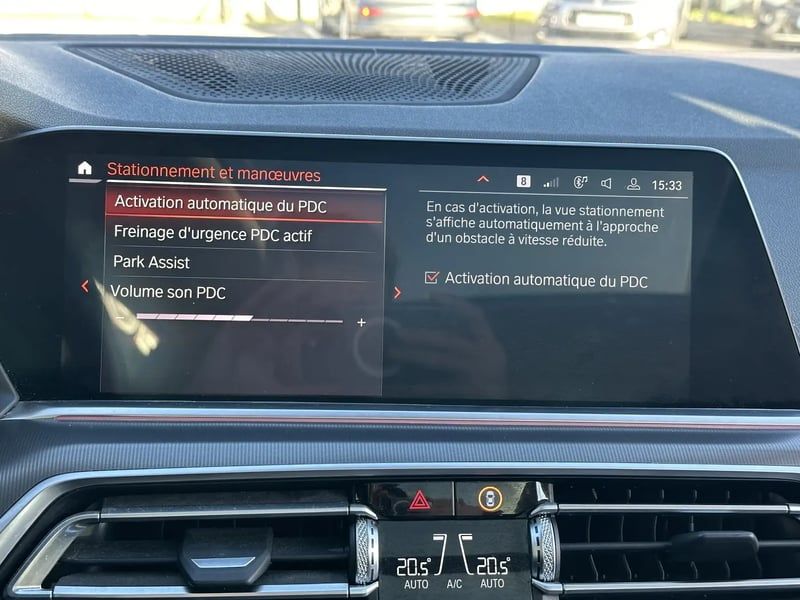 Stationnement et manœuvres
8
15:33
Activation automatique du PDC
Freinage d'urgence PDC actif
Park Assist
Volume son PDC
− +
En cas d'activation, la vue stationnement
s'affiche automatiquement à l'approche
d'un obstacle à vitesse réduite.
Activation automatique du PDC
20.5° 20.5°
AUTO A/C AUTO